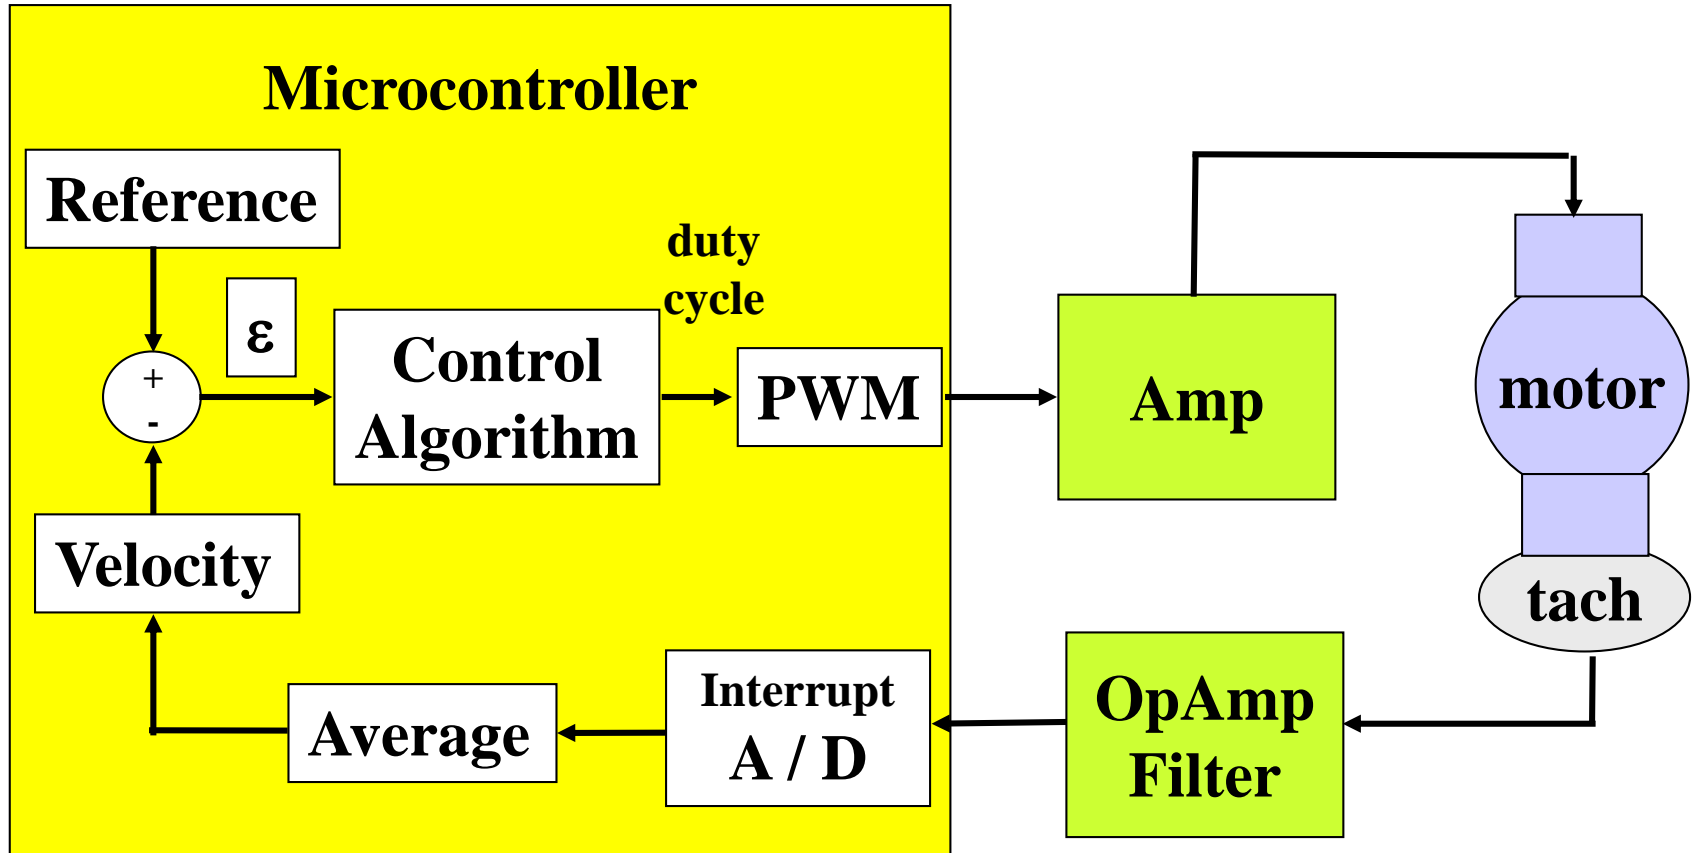 Microcontroller
Reference
duty
cycle
ε
Control
Algorithm
+
-
PWM
Amp
motor
Velocity
tach
Interrupt
A / D
Average
OpAmp
Filter